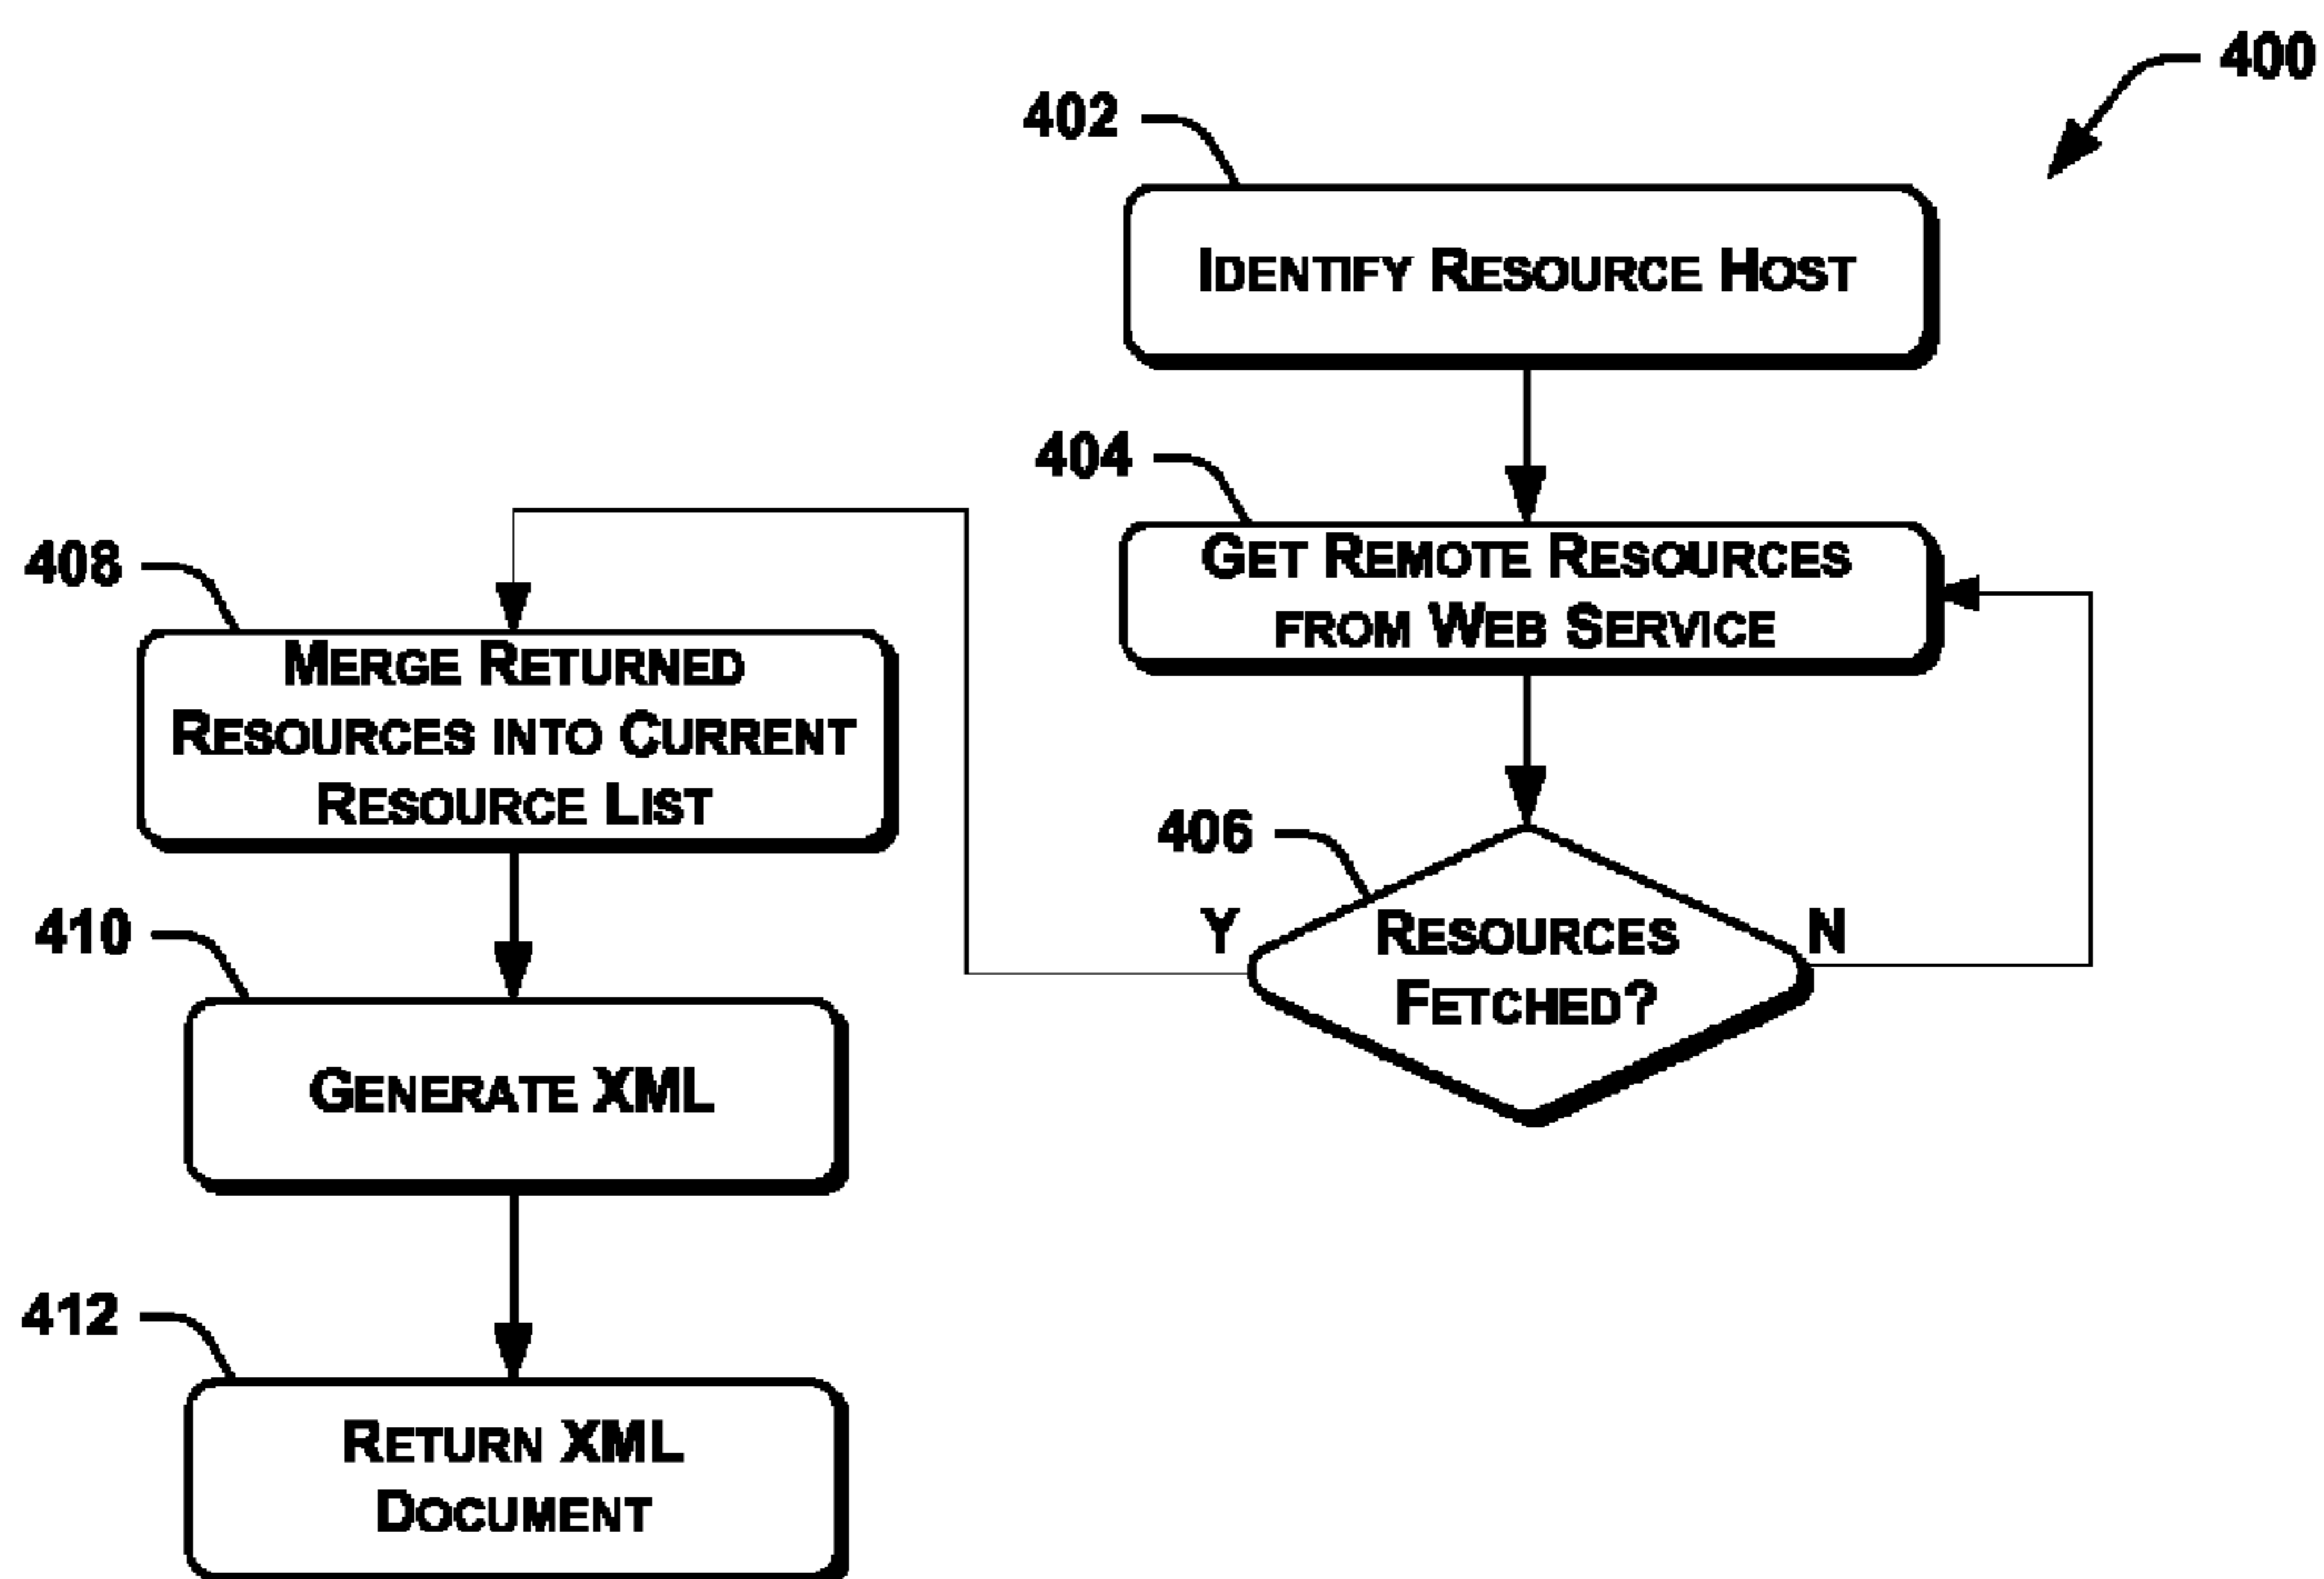 400
402
IDENTIFY RESOURCE HOST
404
GET REMOTE RESOURCES
FROM WEB SERVICE
406
Y
RESOURCES
N
FETCHED?
408
MERGE RETURNED
RESOURCES INTO CURRENT
RESOURCE LIST
410
GENERATE XML
412
RETURN XML
DOCUMENT